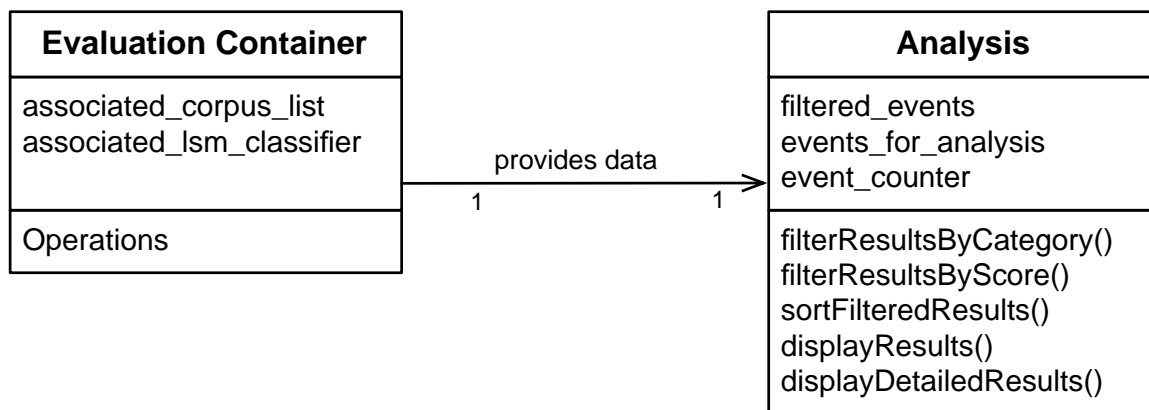 Evaluation Container
associated_corpus_list
associated_lsm_classifier
Operations
provides data
1
1
Analysis
filtered_events
events_for_analysis
event_counter
filterResultsByCategory()
filterResultsByScore()
sortFilteredResults()
displayResults()
displayDetailedResults()